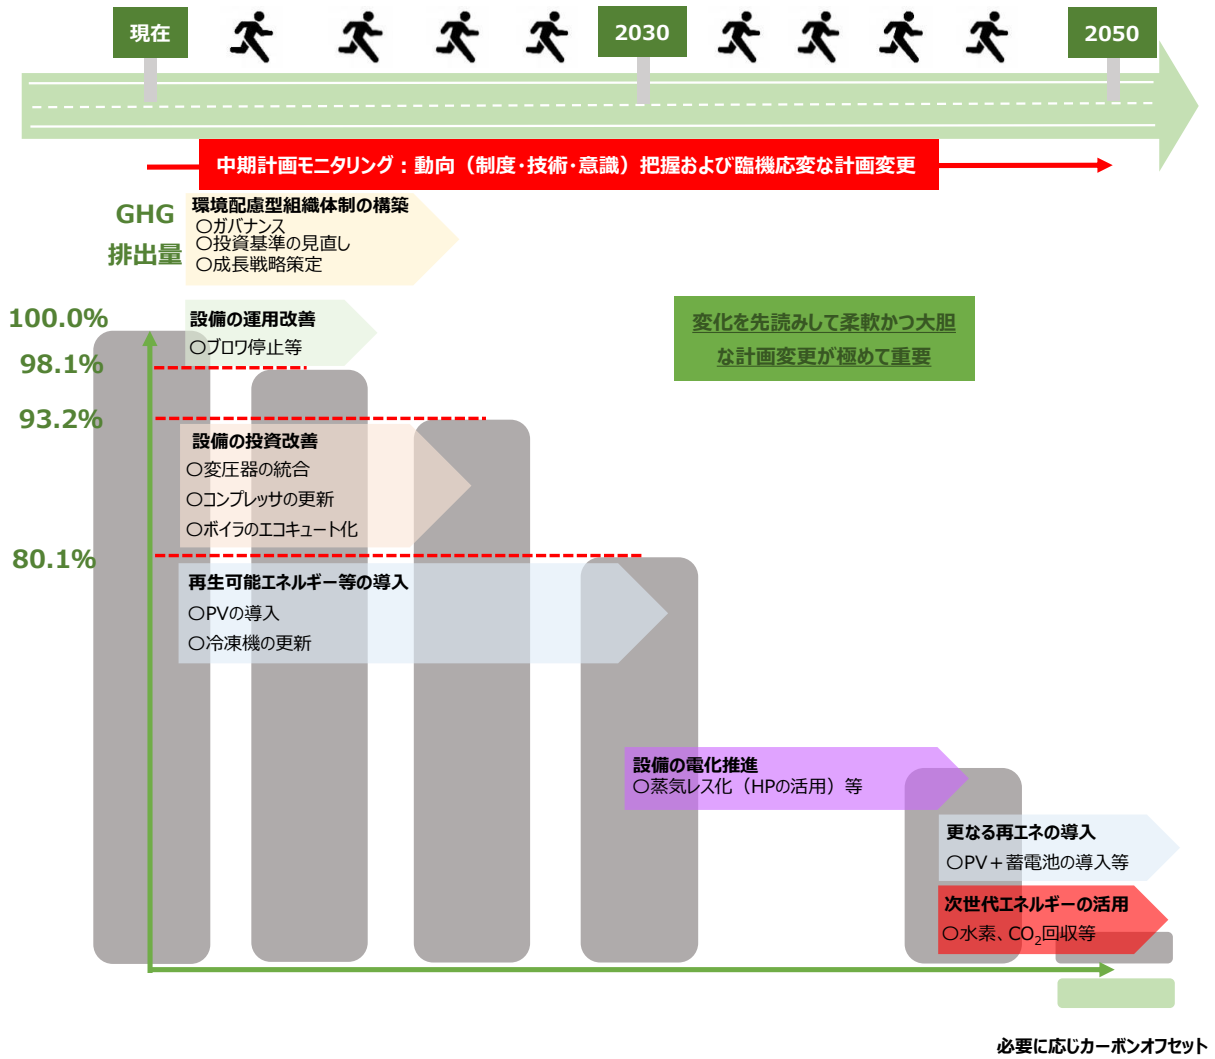 現在
2030
2050
中期計画モニタリング：動向（制度・技術・意識）把握および臨機応変な計画変更
GHG
排出量
環境配慮型組織体制の構築
〇ガバナンス
〇投資基準の見直し
〇成長戦略策定
100.0%
98.1%
93.2%
80.1%
設備の運用改善
〇ブロワ停止等
変化を先読みして柔軟かつ大胆
な計画変更が極めて重要
設備の投資改善
〇変圧器の統合
〇コンプレッサの更新
〇ボイラのエコキュート化
再生可能エネルギー等の導入
〇PVの導入
〇冷凍機の更新
設備の電化推進
〇蒸気レス化（HPの活用）等
更なる再エネの導入
〇PV＋蓄電池の導入等
次世代エネルギーの活用
〇水素、CO₂回収等
必要に応じカーボンオフセット